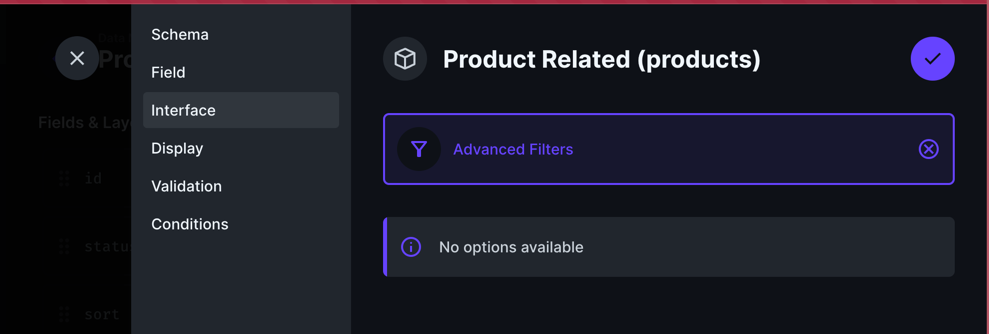 Schema
Field
Interface
Display
Validation
Conditions
Product Related (products)
Advanced Filters
No options available
Fields & Lay
id
statu
sort